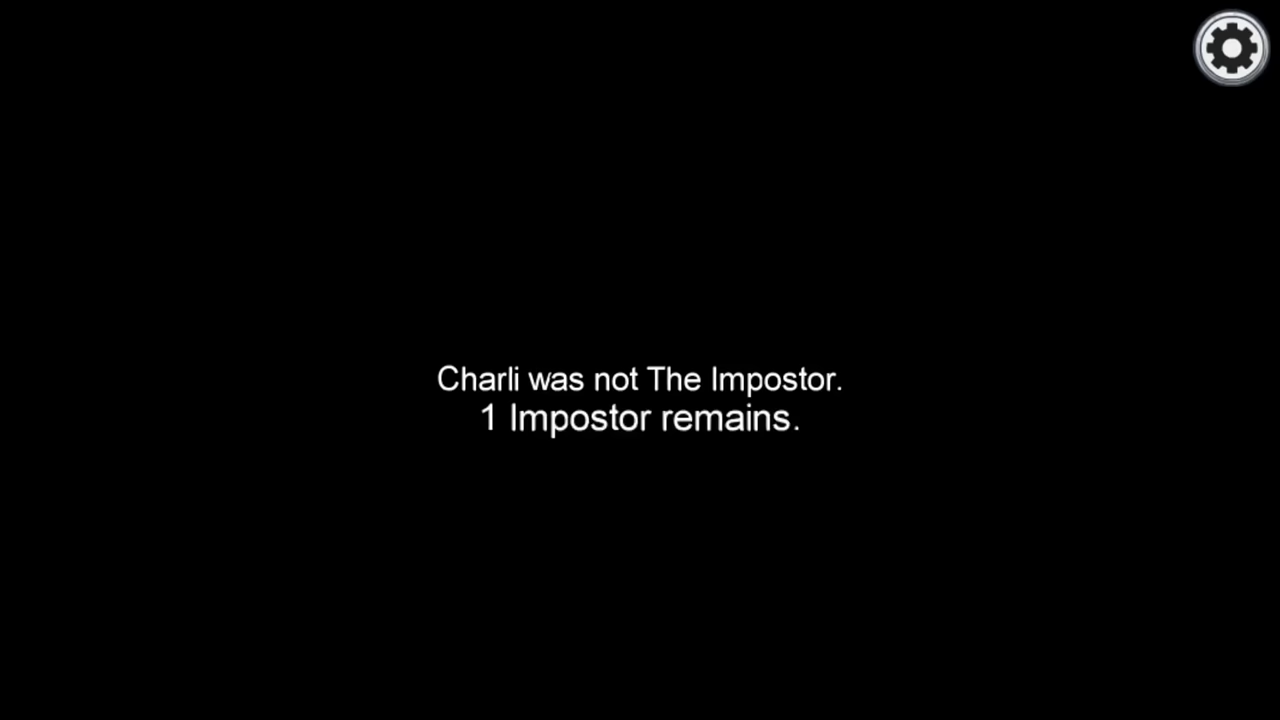 Charli was not The Impostor.
1 Impostor remains.